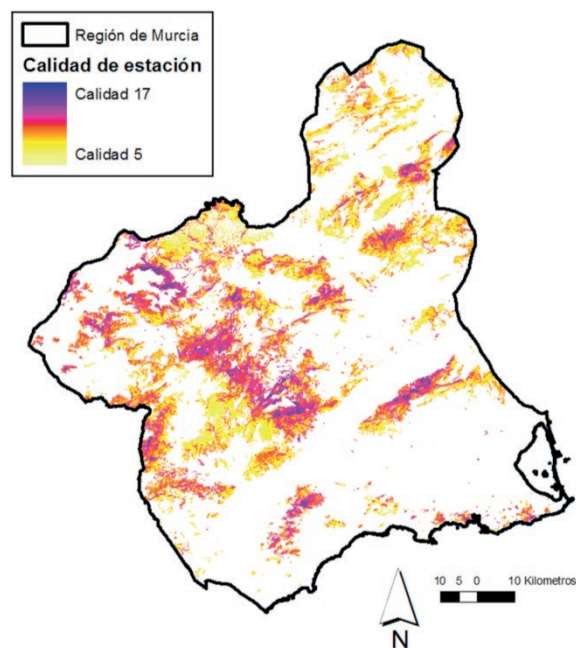 Región de Murcia
Calidad de estación
Calidad 17
Calidad 5
10 5 0 10 Kilometros
N